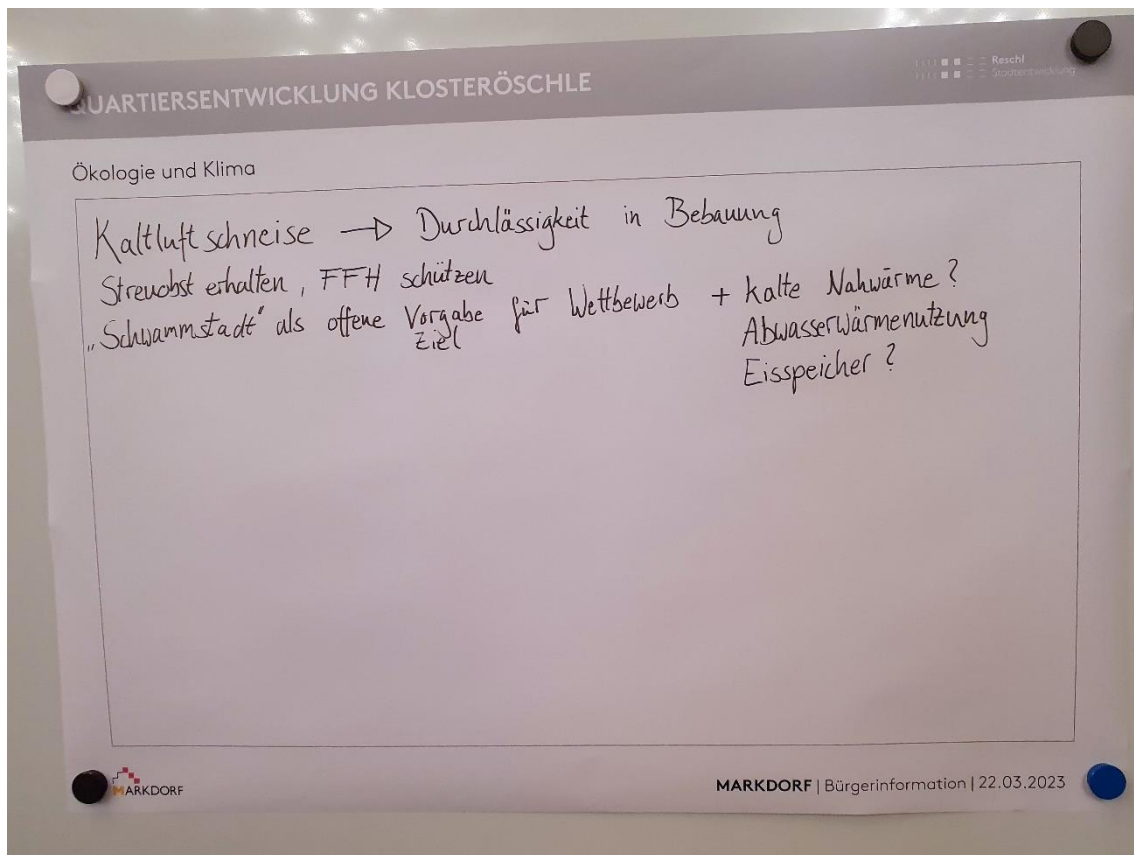 QUARTIERSENTWICKLUNG KLOSTERÖSCHLE
Reschl
Stadtentwicklung
Ökologie und Klima
Kaltluftschneise → Durchlässigkeit in Bebauung
Streuobst erhalten, FFH schützen
„Schwammstadt" als offene Vorgabe für Wettbewerb + Kalte Nahwärme?
Ziel
Abwasserwärmenutzung
Eisspeicher?
MARKDORF
MARKDORF | Bürgerinformation | 22.03.2023